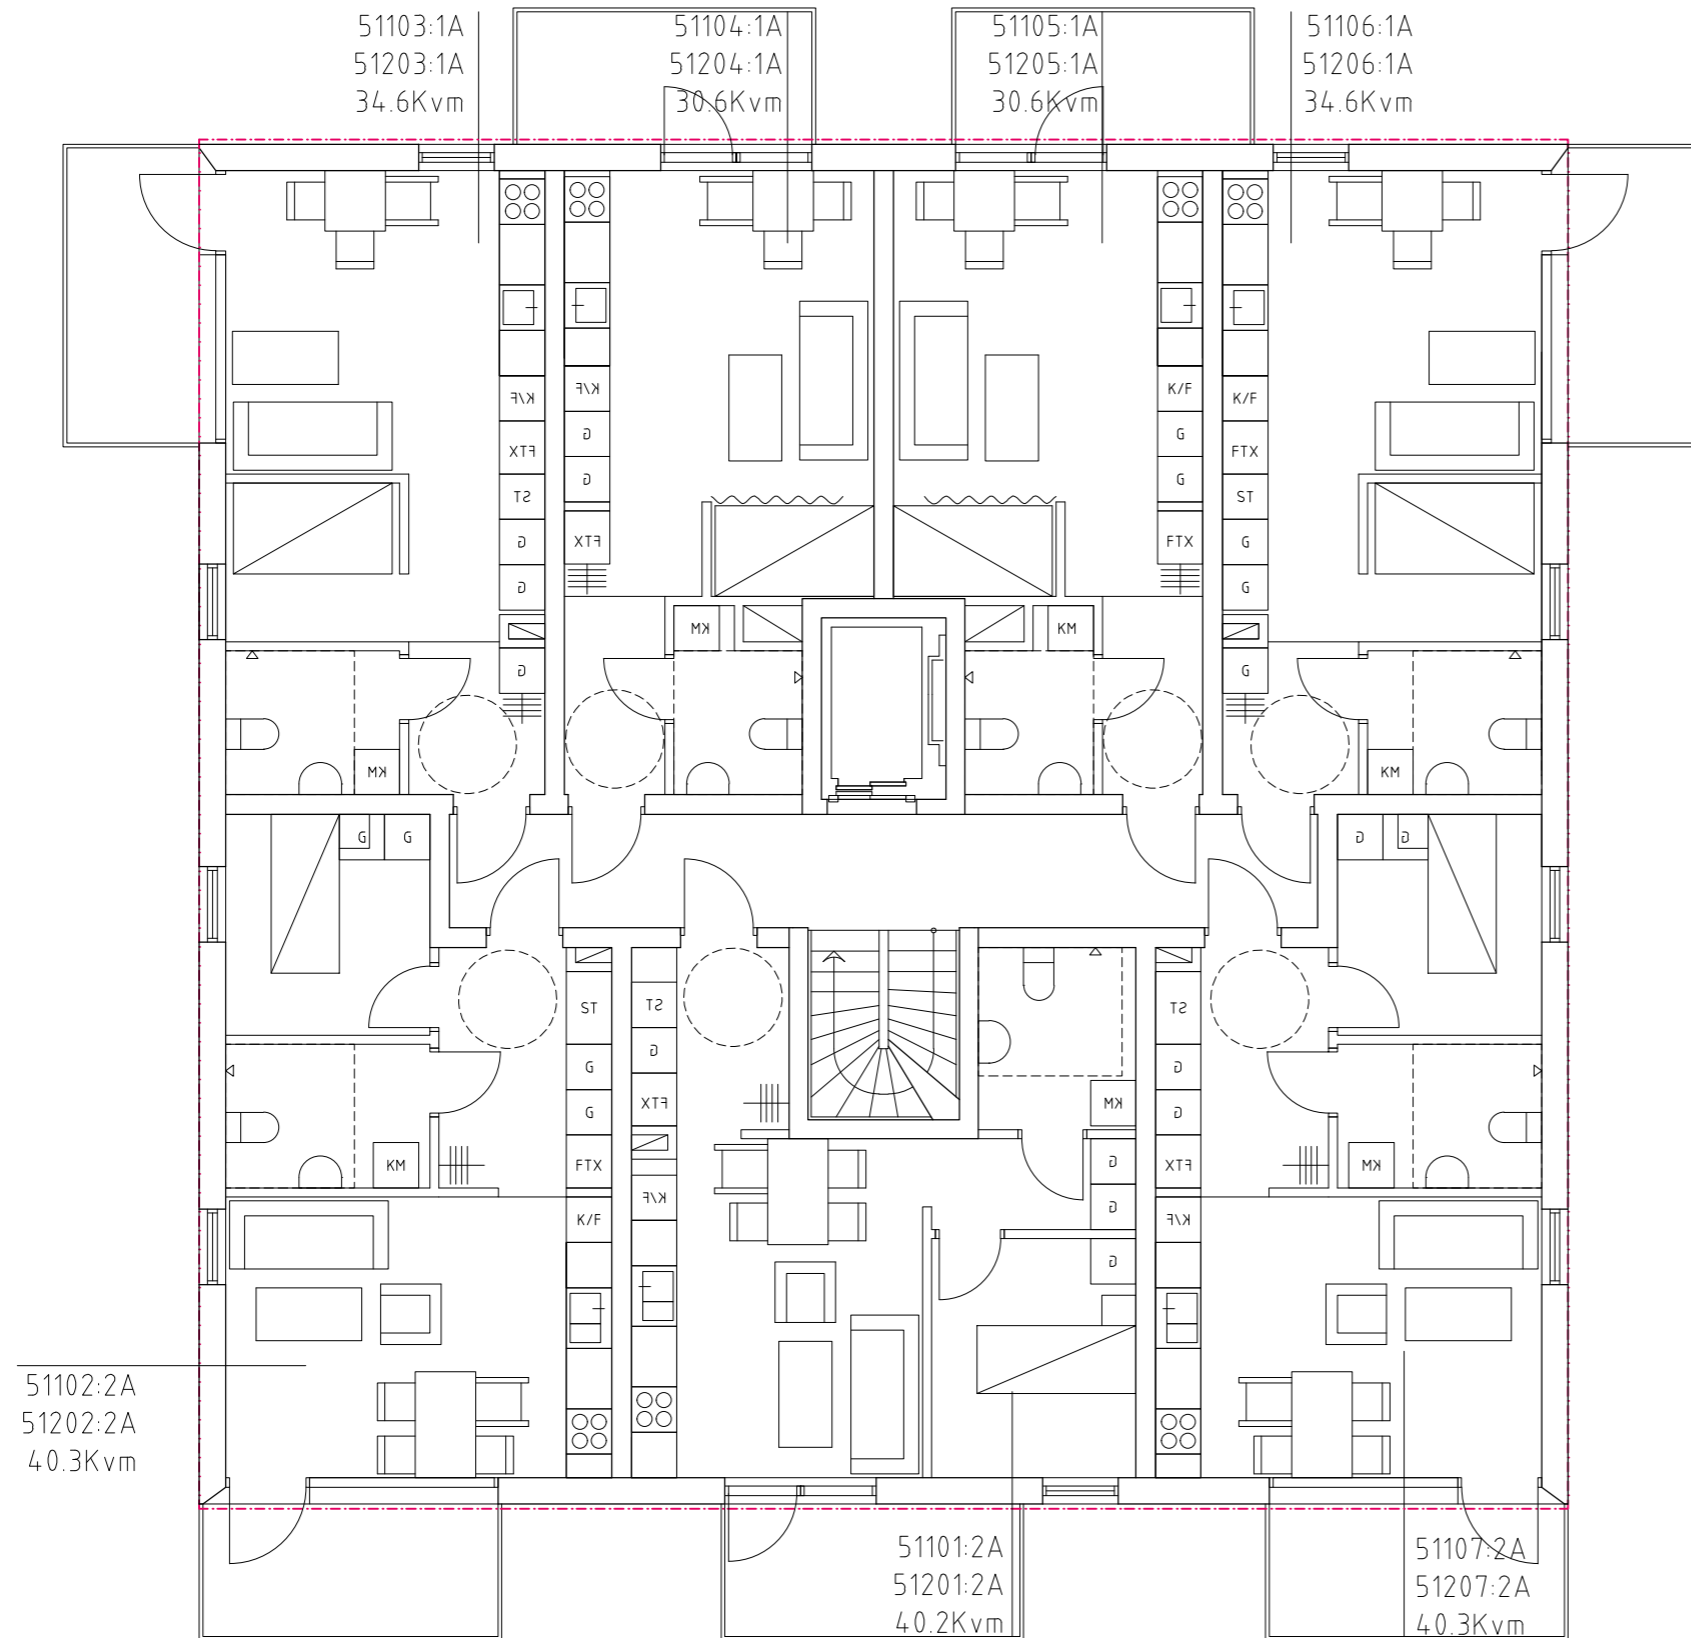 51103:1A
51203:1A
34.6Kvm
51104:1A
51204:1A
30.6Kvm
51105:1A
51205:1A
30.6Kvm
51106:1A
51206:1A
34.6Kvm
K/F
K/F
K/F
K/F
G
G
FTX
FTX
G
G
ST
ST
G
G
FTX
FTX
G
G
KM
KM
G
G
KM
KM
G
G
G
G
ST
ST
ST
G
G
G
G
FTX
KM
G
KM
FTX
G
KM
FTX
K/F
K/F
G
K/F
G
51102:2A
51202:2A
40.3Kvm
51101:2A
51201:2A
40.2Kvm
51107:2A
51207:2A
40.3Kvm